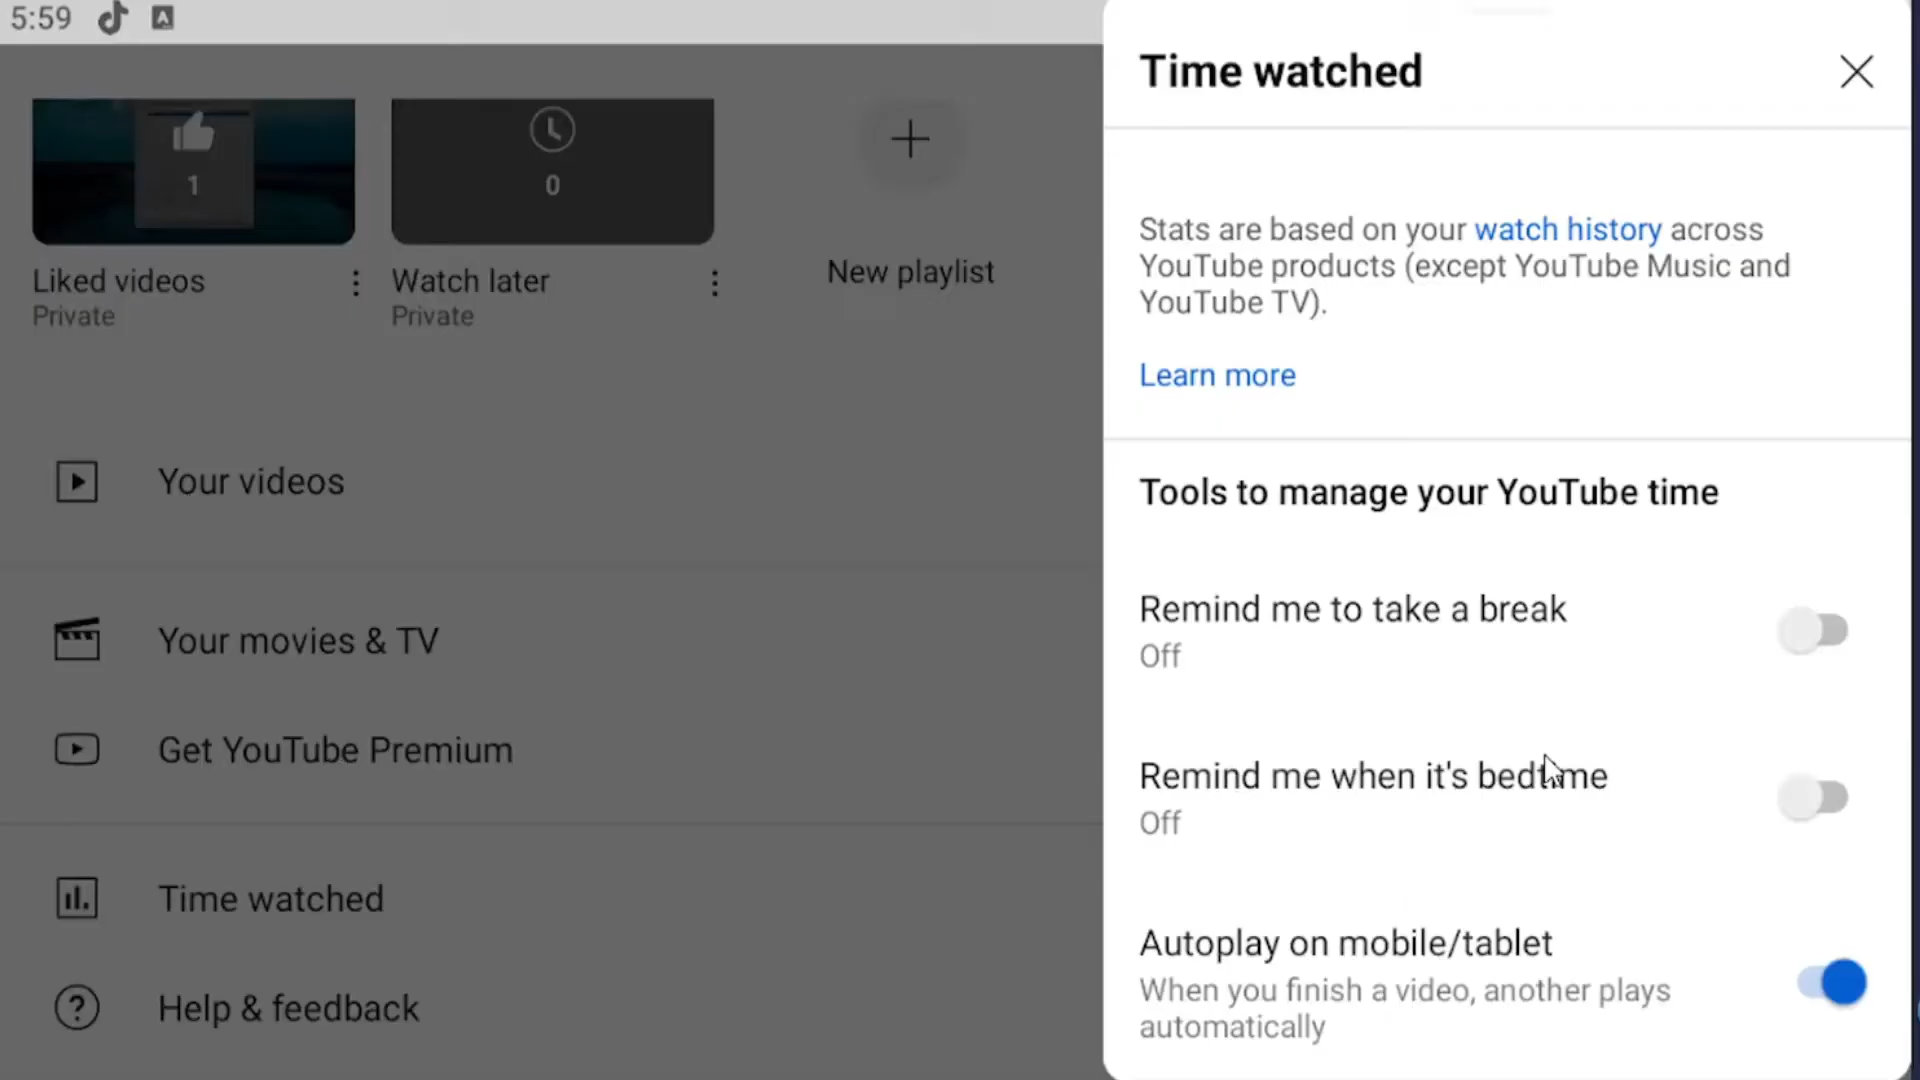 5:59
1
0
Liked videos
Private
Watch later
Private
New playlist
Your videos
Your movies & TV
Get YouTube Premium
Time watched
Help & feedback
Time watched
Stats are based on your watch history across
YouTube products (except YouTube Music and
YouTube TV).
Learn more
Tools to manage your YouTube time
Remind me to take a break
Off
Remind me when it's bedtime
Off
Autoplay on mobile/tablet
When you finish a video, another plays
automatically